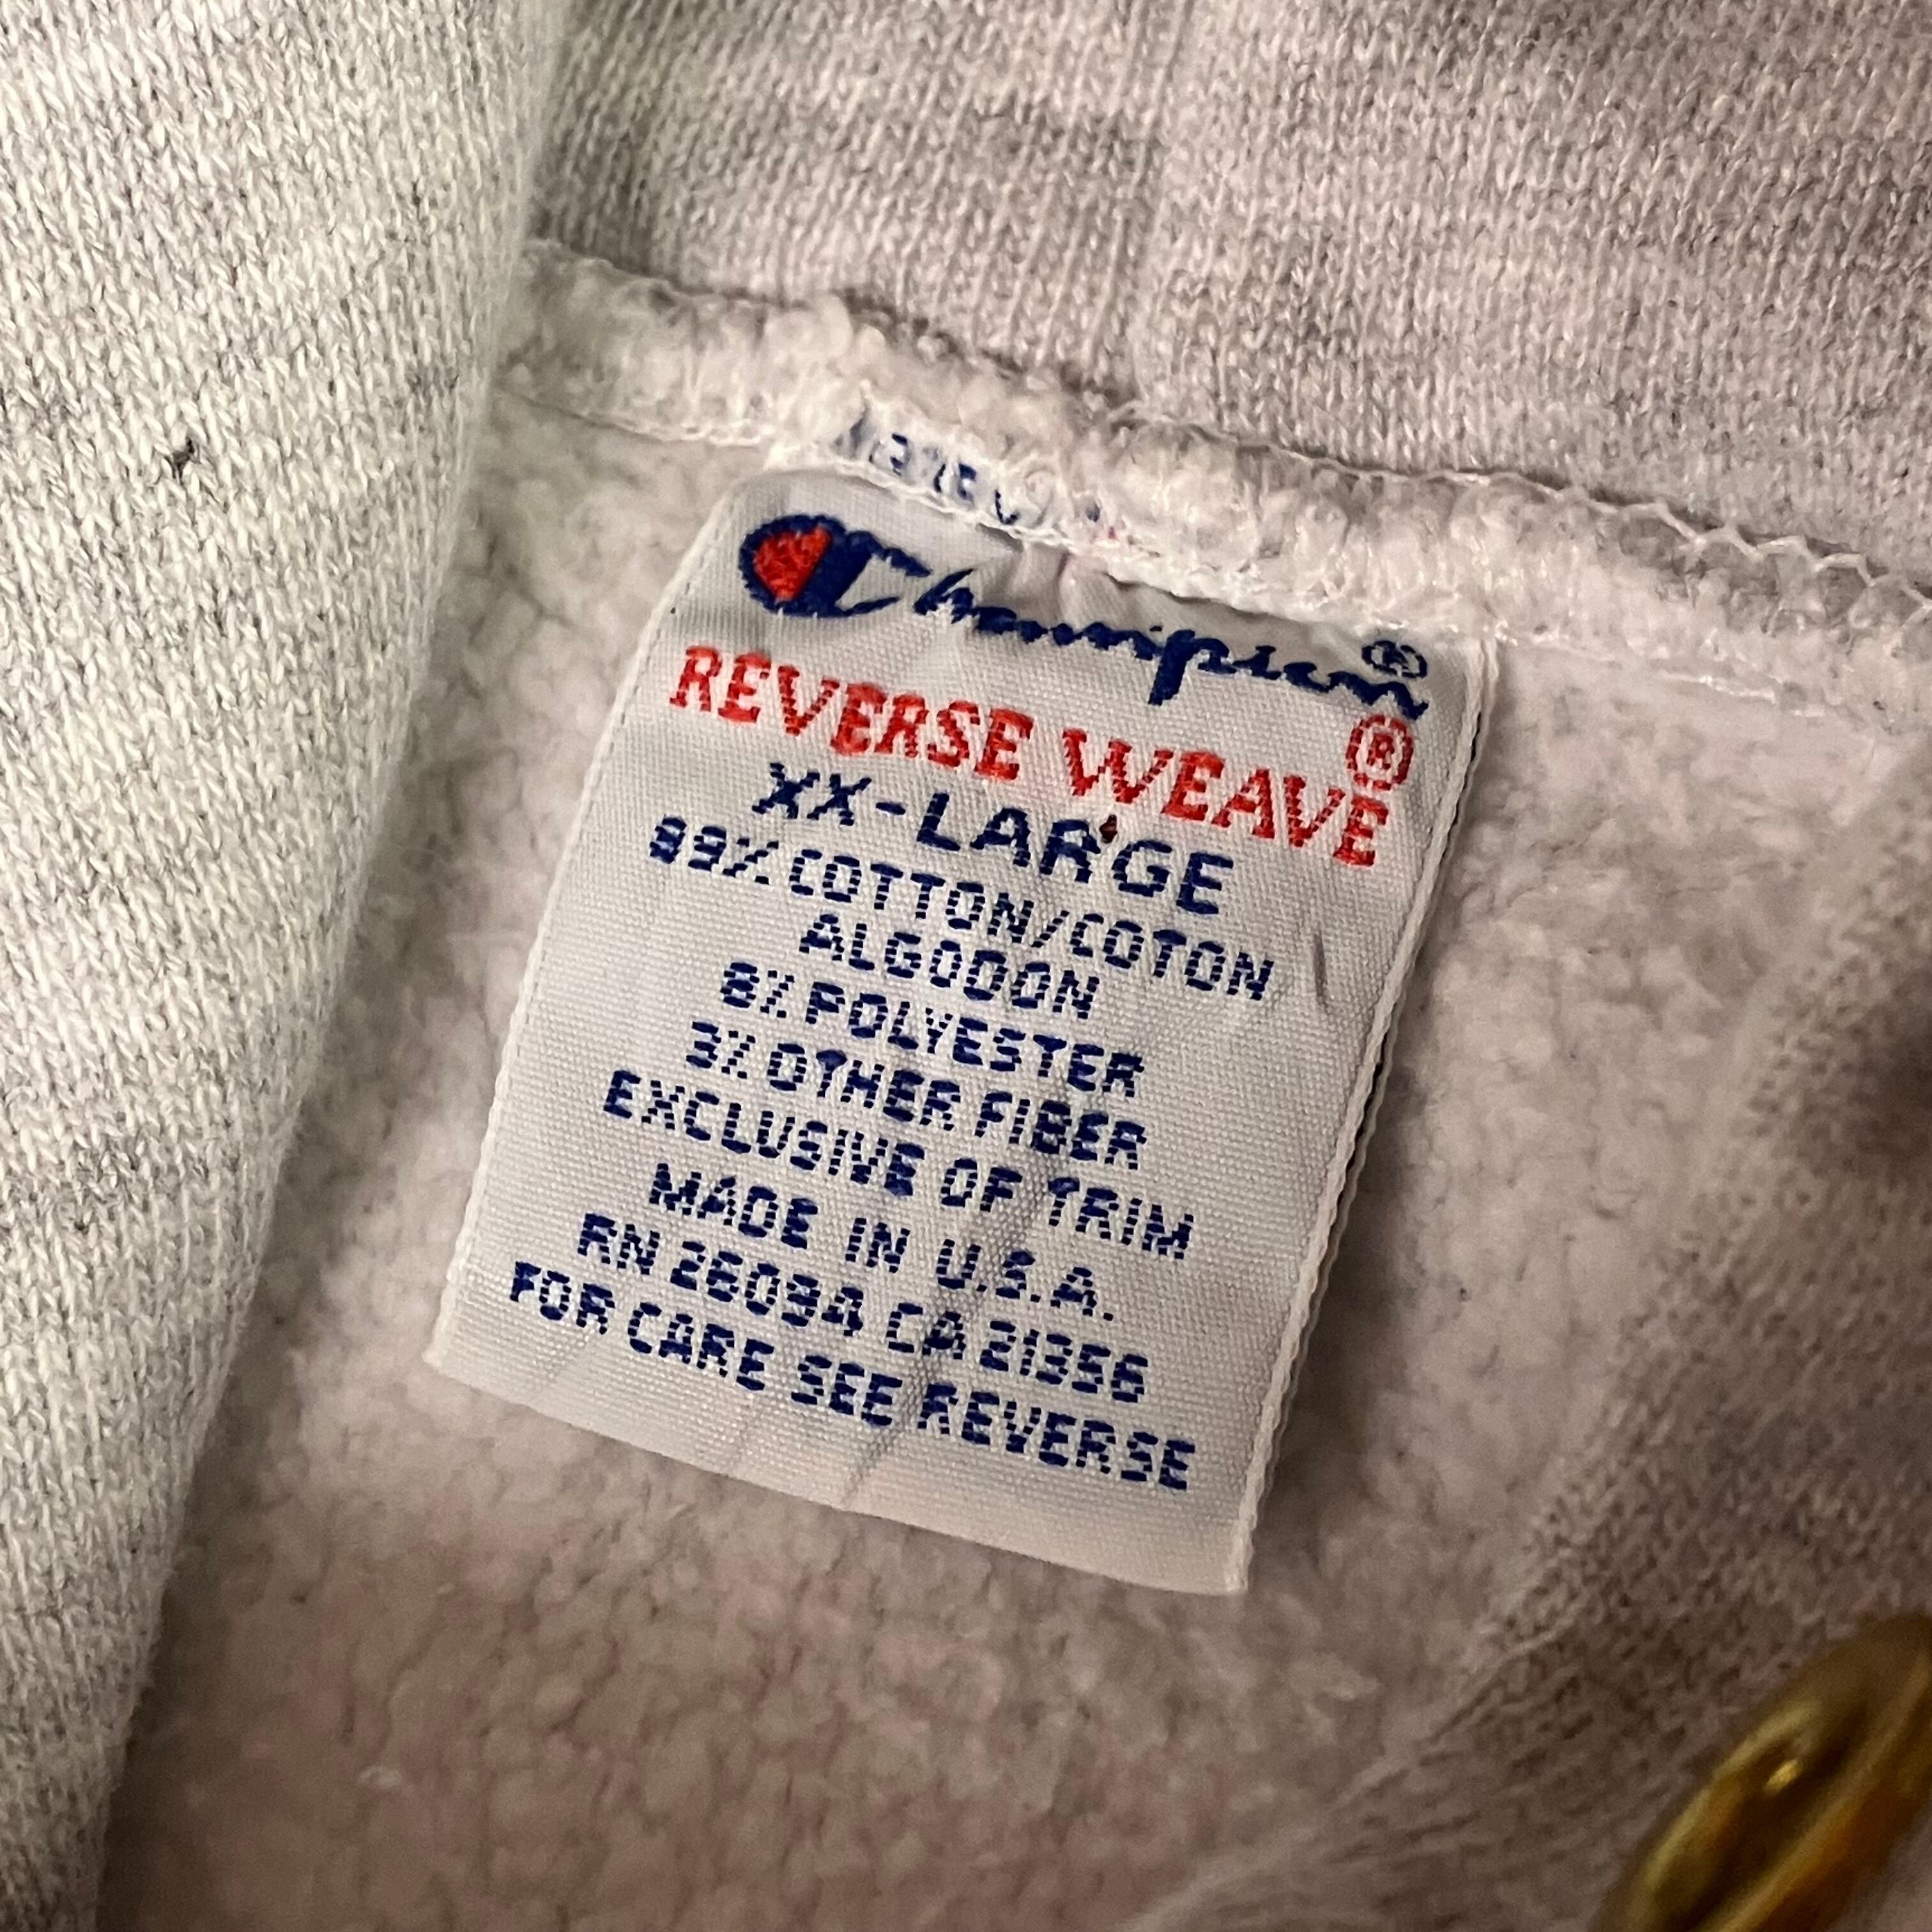 Champion®
REVERSE WEAVE®
XX-LARGE
89% COTTON/COTON
ALGODON
8% POLYESTER
3% OTHER FIBER
EXCLUSIVE OF TRIM
MADE IN U.S.A.
RN 26094 CA 21356
FOR CARE SEE REVERSE